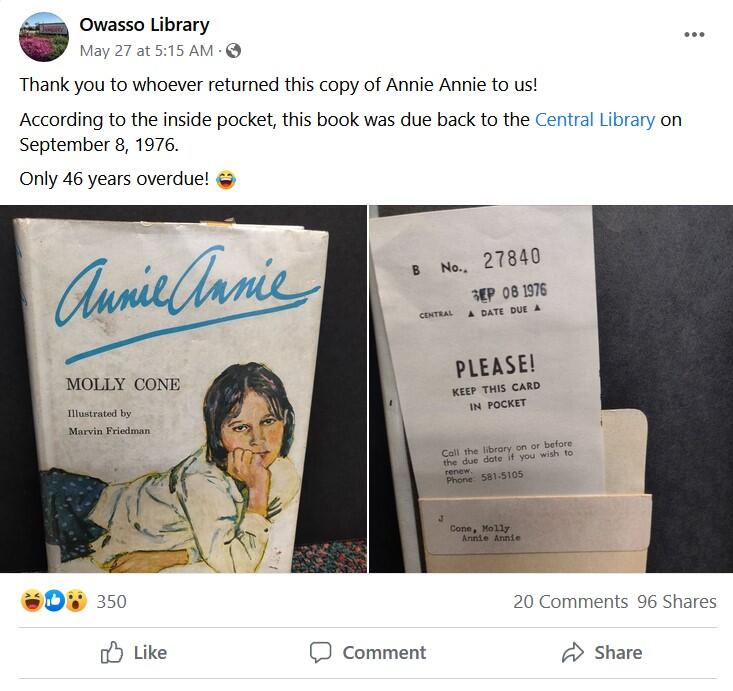 Owasso Library
May 27 at 5:15 AM ·
Thank you to whoever returned this copy of Annie Annie to us!
According to the inside pocket, this book was due back to the Central Library on
September 8, 1976.
Only 46 years overdue! 😂
Annie Annie
MOLLY CONE
Illustrated by
Marvin Friedman
B No. 27840
SEP 08 1976
CENTRAL ▲ DATE DUE ▲
PLEASE!
KEEP THIS CARD
IN POCKET
Call the library on or before
the due date if you wish to
renew.
Phone: 581-5105
J
Cone, Molly
Annie Annie
350
20 Comments 96 Shares
Like Comment Share